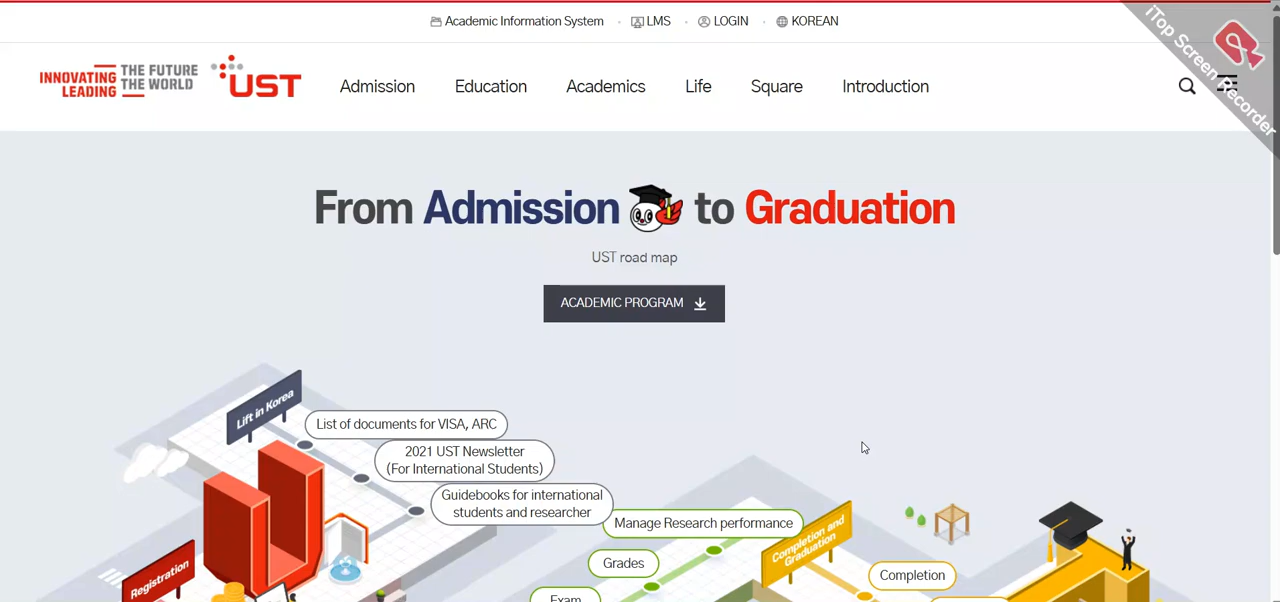 Academic Information System
LMS
LOGIN
KOREAN
iTop Screen Recorder
INNOVATING THE FUTURE
LEADING THE WORLD
UST
Admission
Education
Academics
Life
Square
Introduction
From Admission to Graduation
UST road map
ACADEMIC PROGRAM
Lift in Korea
List of documents for VISA, ARC
2021 UST Newsletter
(For International Students)
Guidebooks for international
students and researcher
Manage Research performance
Completion and
Graduation
Grades
Registration
Completion
Exam